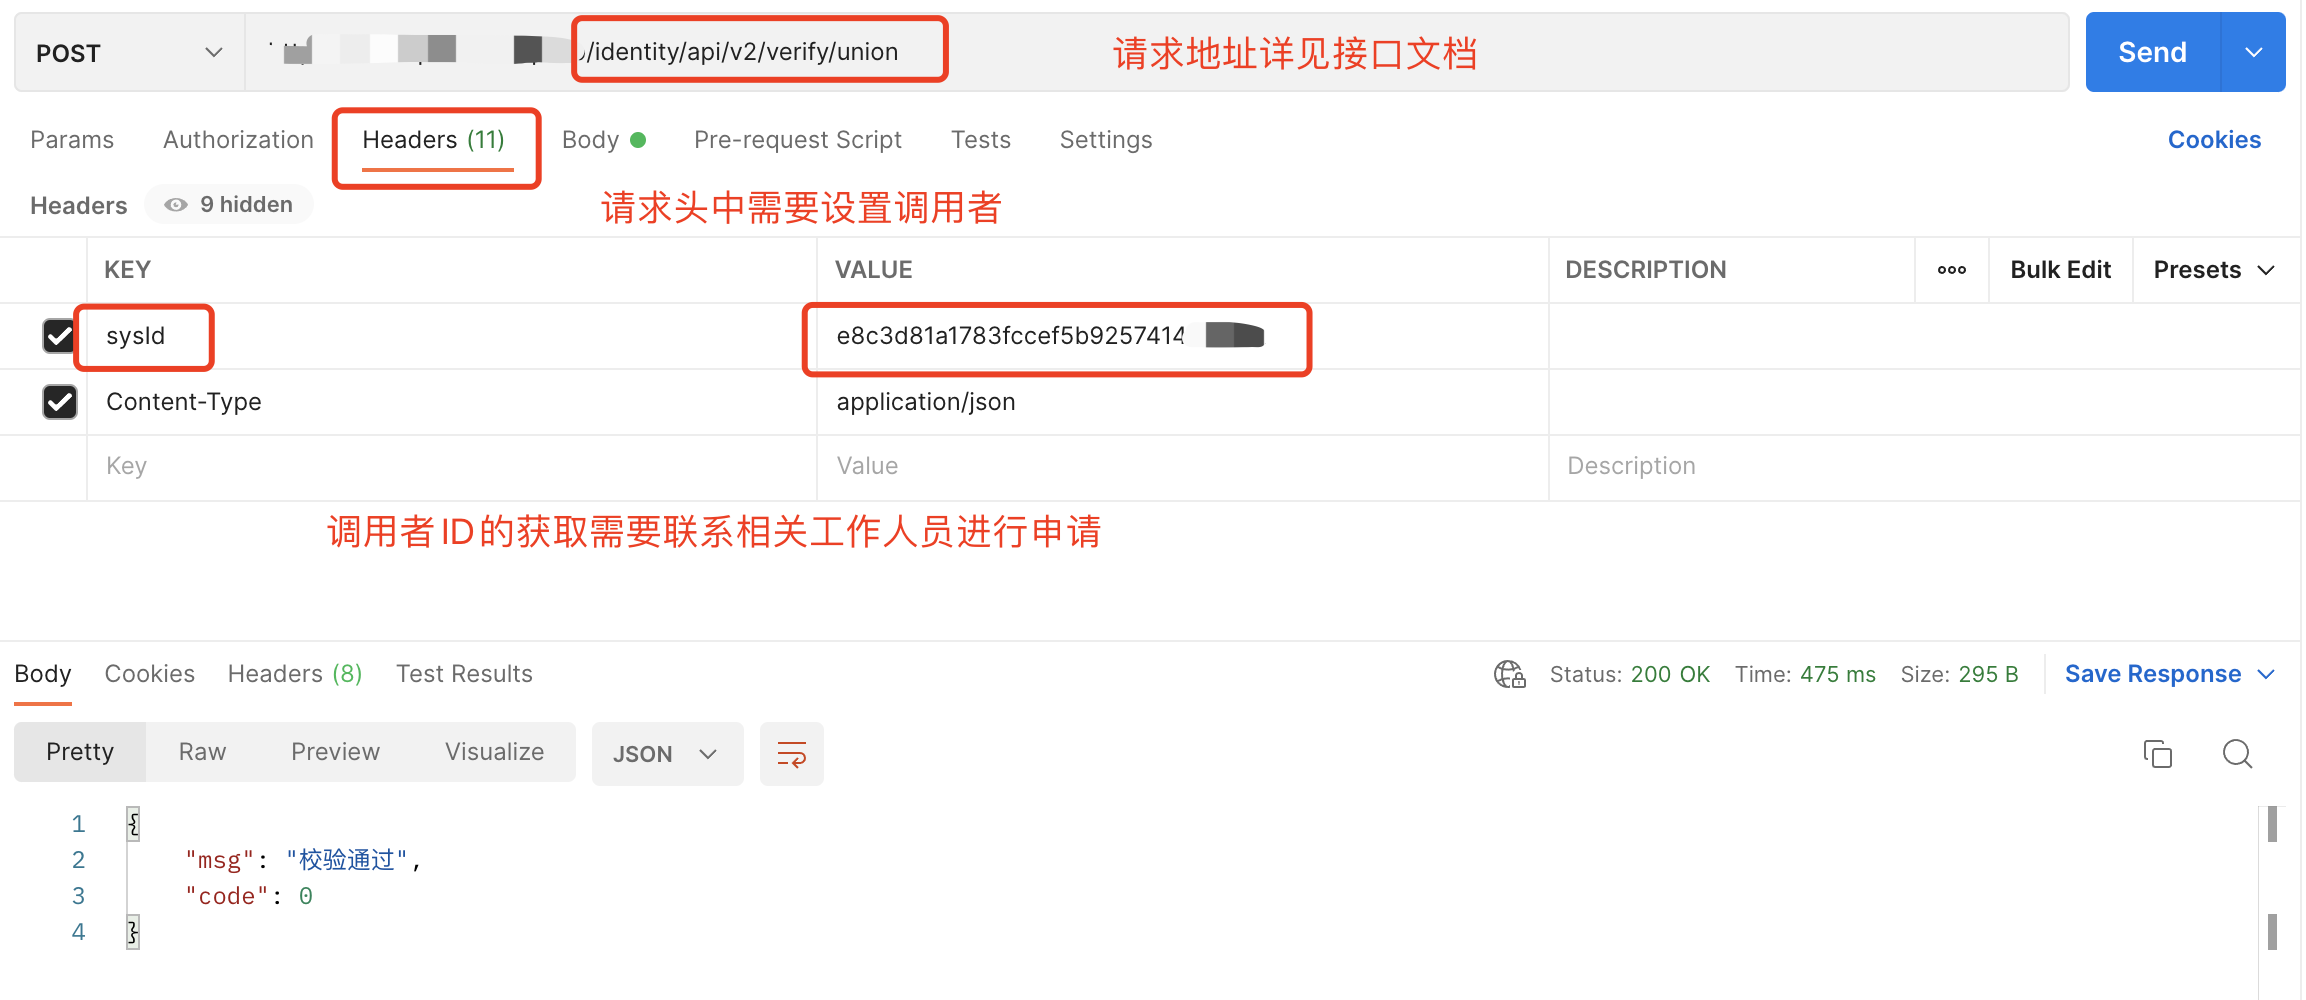 POST /identity/api/v2/verify/union 请求地址详见接口文档 Send
Params Authorization Headers (11) Body Pre-request Script Tests Settings Cookies
Headers 9 hidden 请求头中需要设置调用者
KEY VALUE DESCRIPTION Bulk Edit Presets
sysId e8c3d81a1783fccef5b9257414
Content-Type application/json
Key Value Description
调用者ID的获取需要联系相关工作人员进行申请
Body Cookies Headers (8) Test Results Status: 200 OK Time: 475 ms Size: 295 B Save Response
Pretty Raw Preview Visualize JSON
1 {
2 "msg": "校验通过",
3 "code": 0
4 }